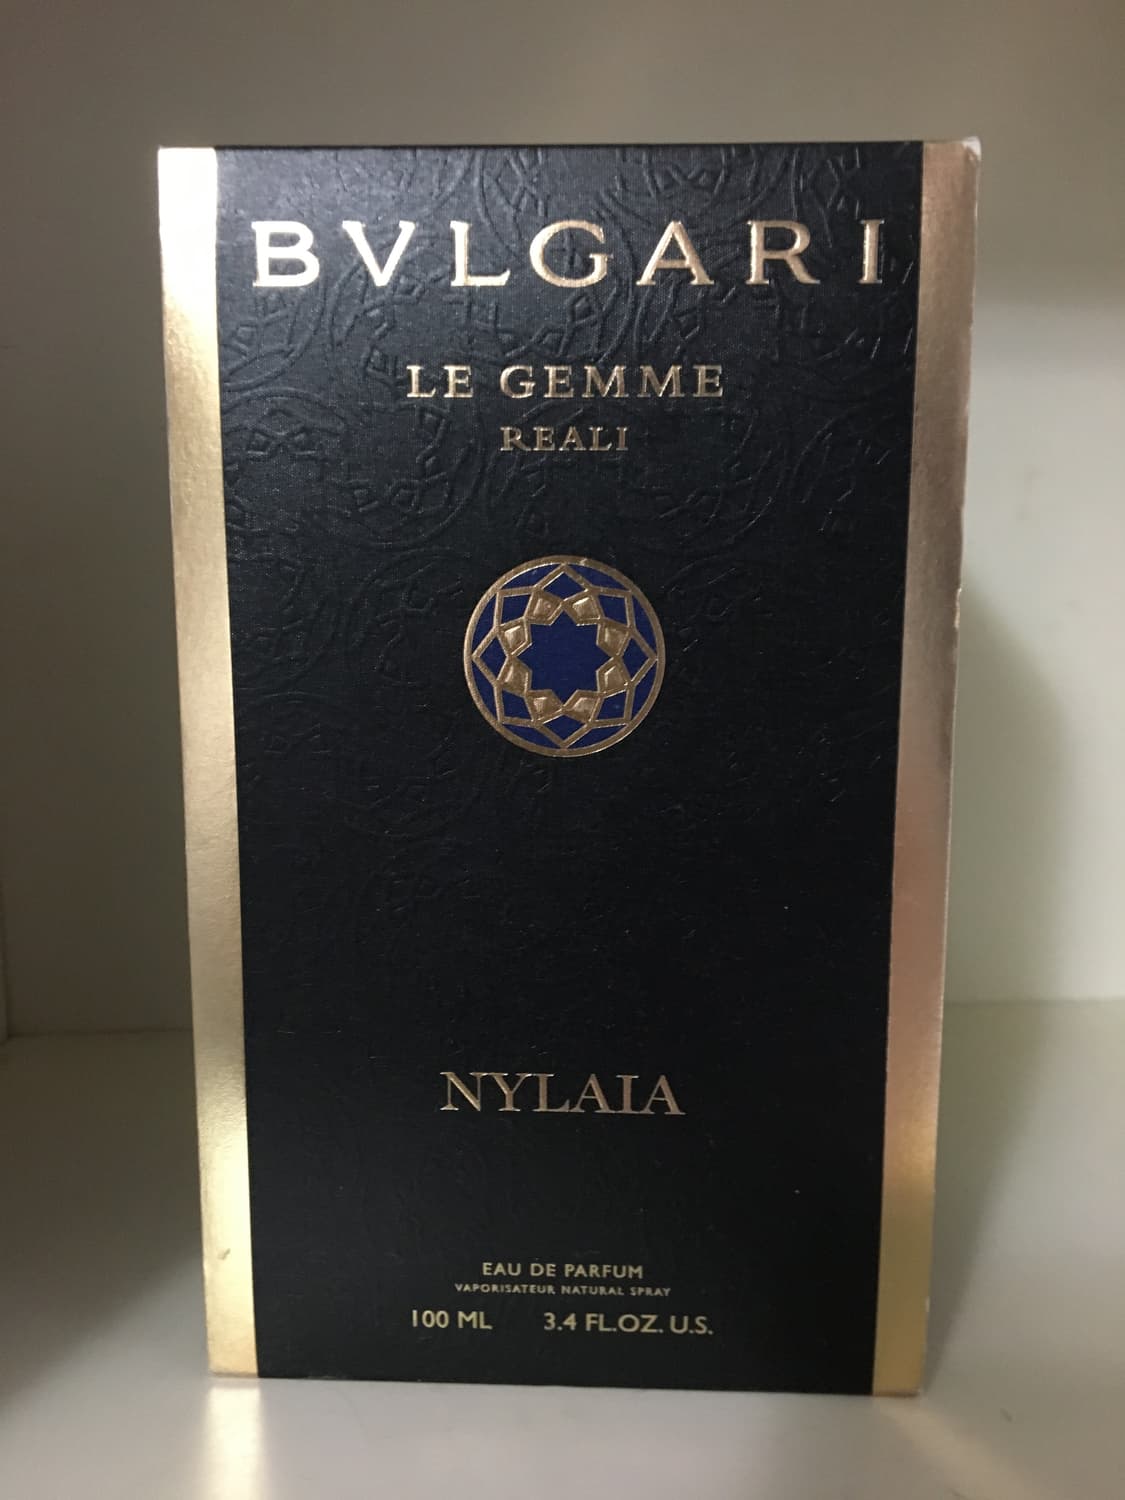 BVLGARI
LE GEMME
REALI
NYLAIA
EAU DE PARFUM
VAPORISATEUR NATURAL SPRAY
100 ML 3.4 FL.OZ. U.S.